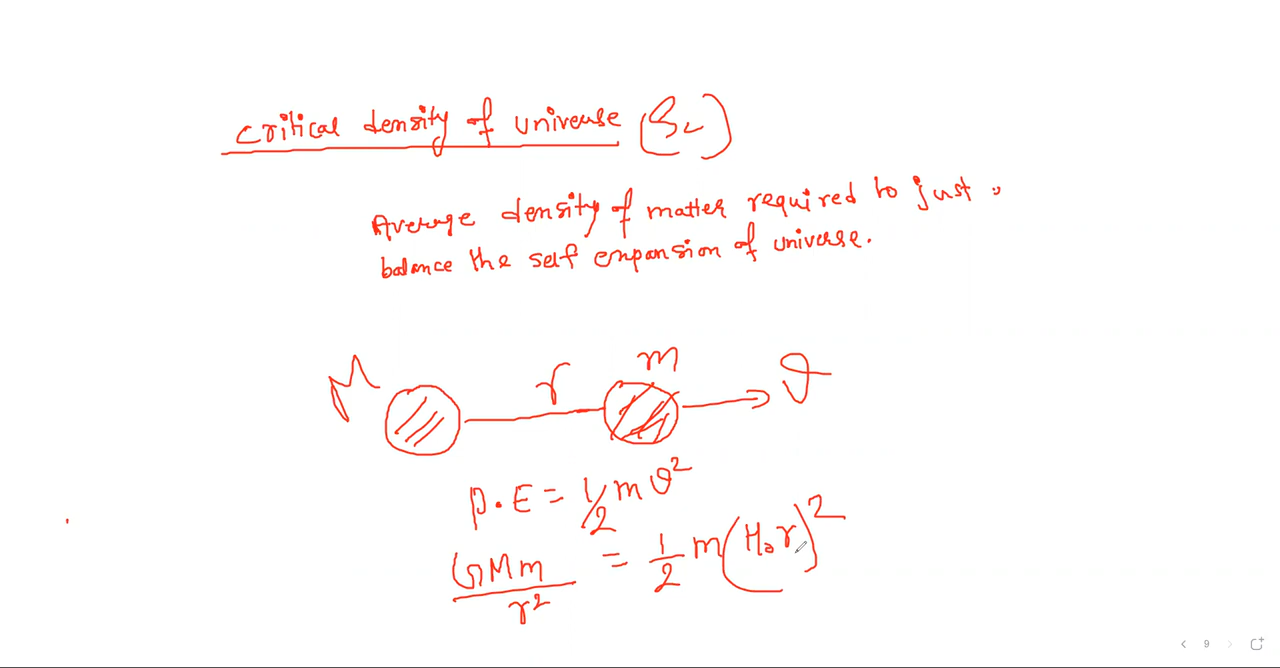 critical density of universe (ρc)
Average density of matter required to just
balance the self expansion of universe.
M r m v
P.E = 1/2 m v²
GMm/r² = 1/2 m (H₀r)²
9